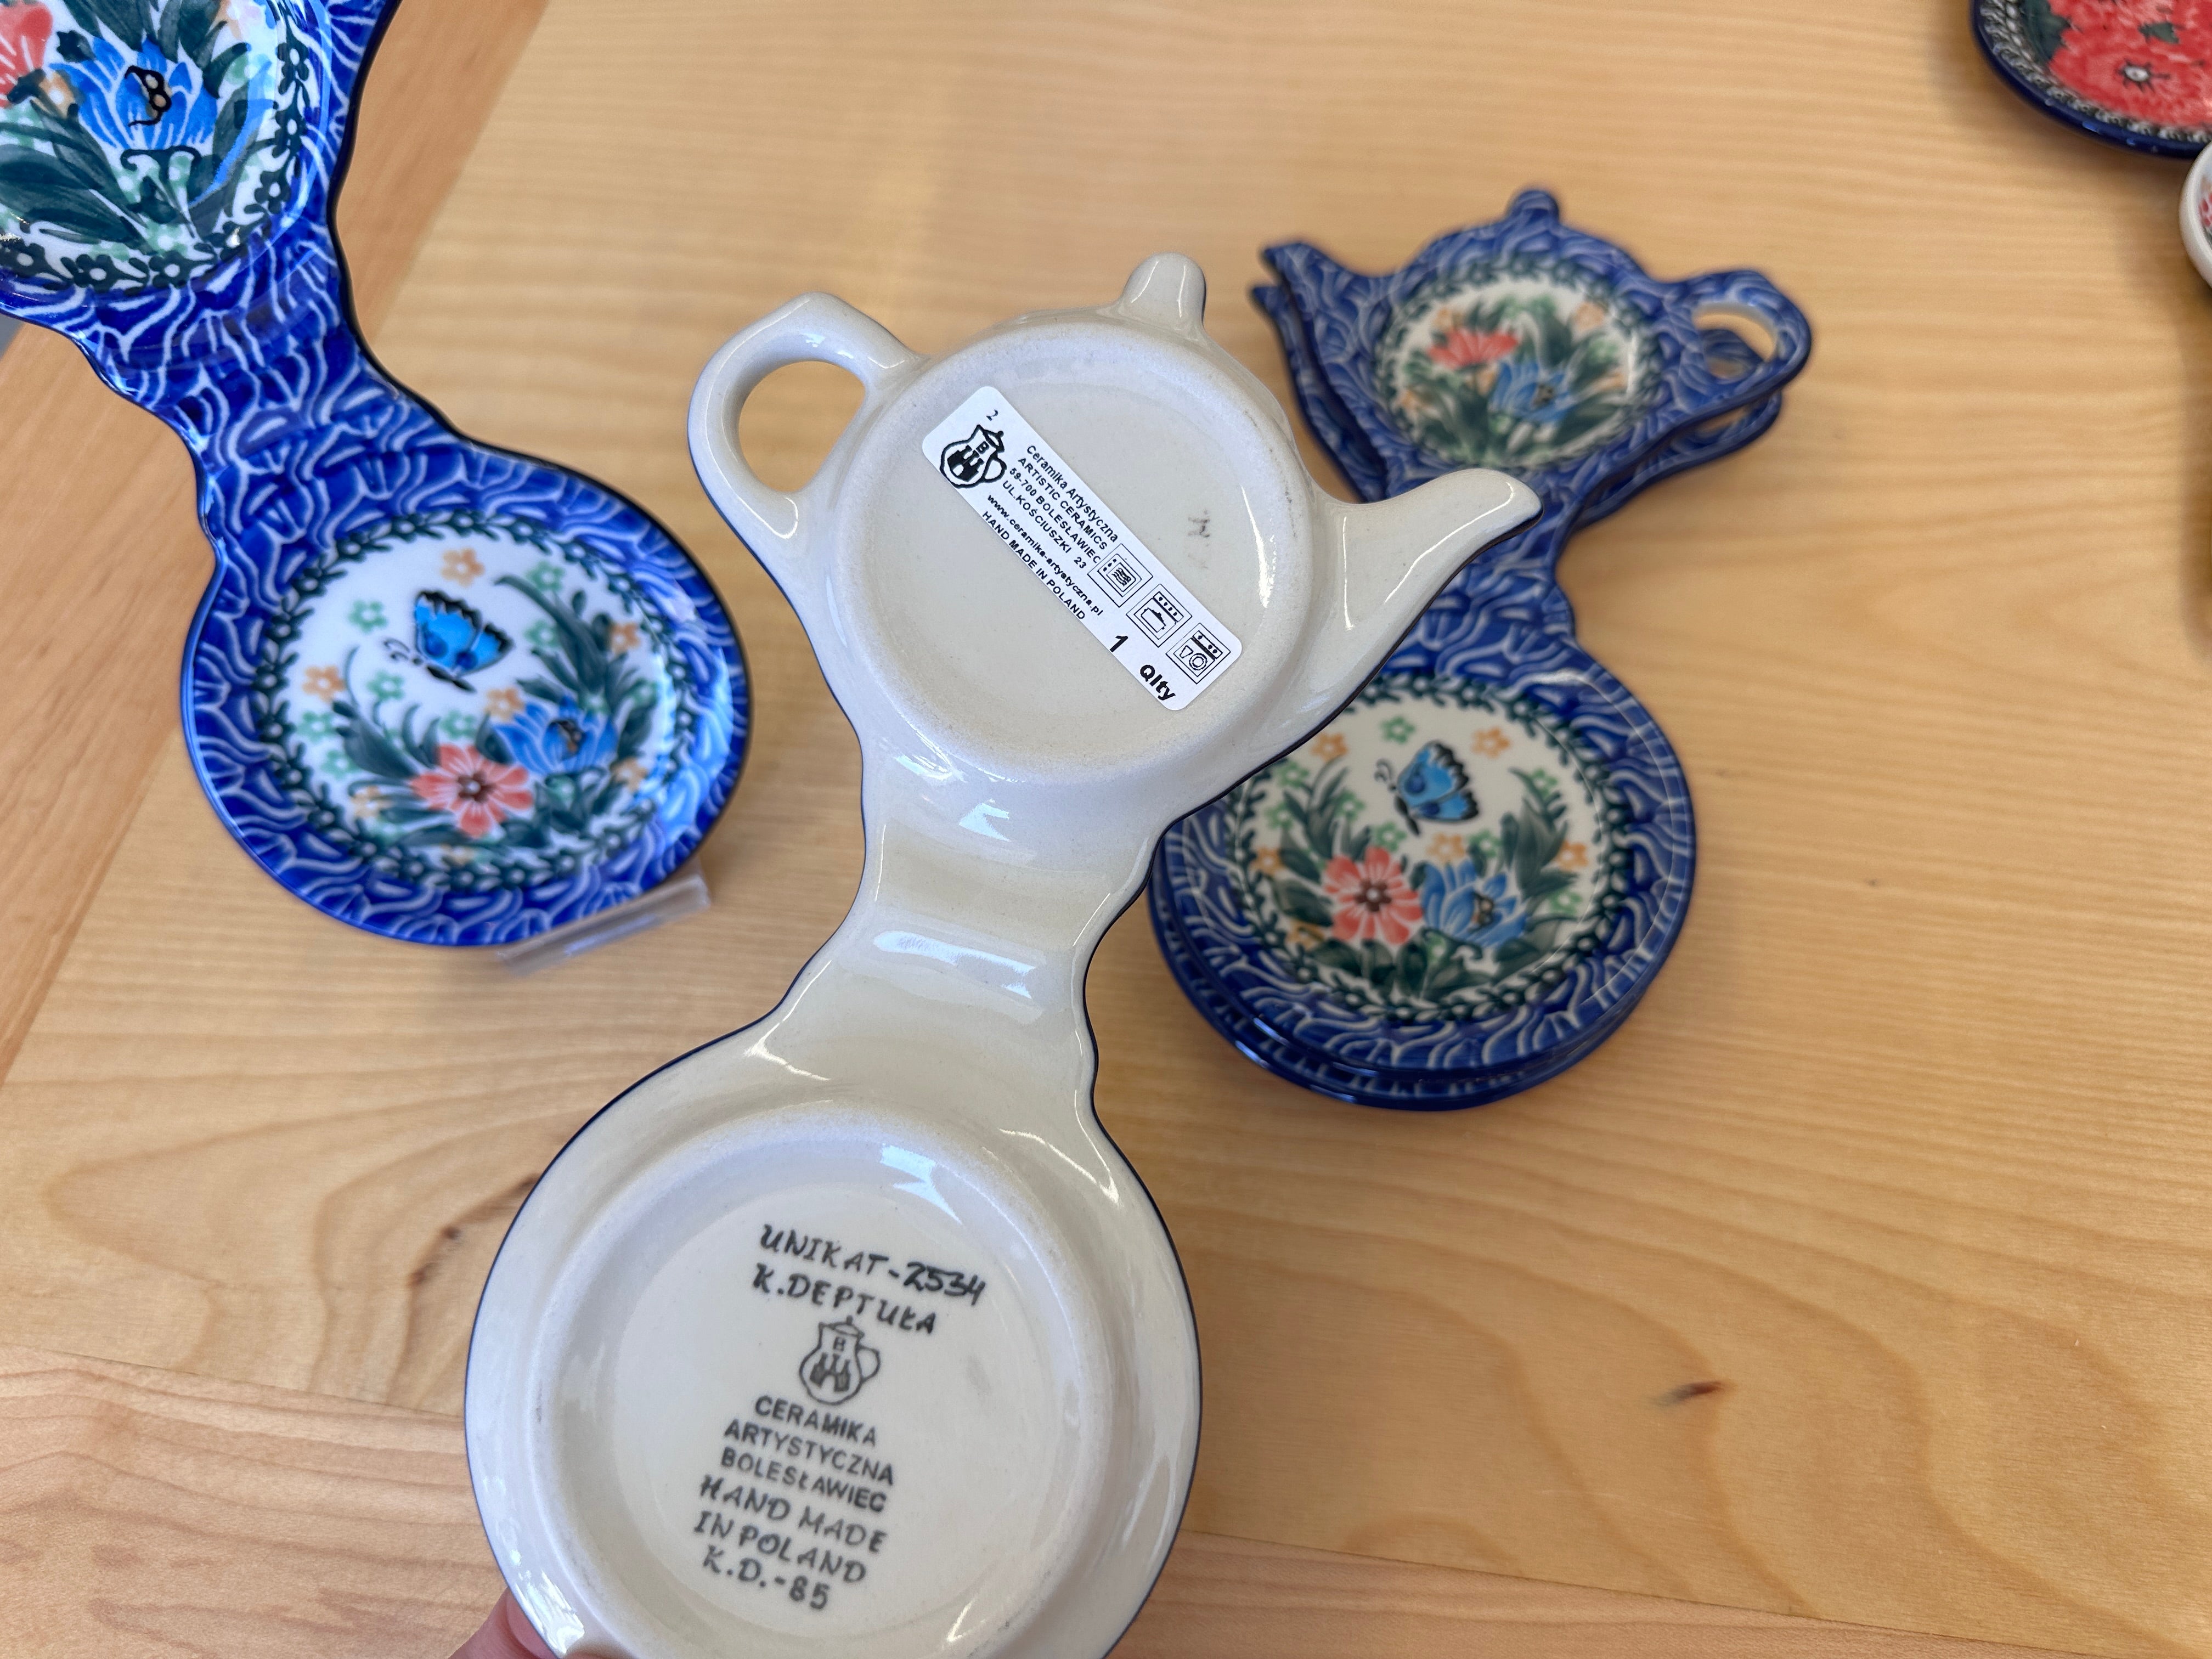 2
B
Ceramika Artystyczna
ARTISTIC CERAMICS
59-700 BOLESŁAWIEC
UL.KOŚCIUSZKI 23
www.ceramika-artystyczna.pl
HAND MADE IN POLAND
1 Qlty
UNIKAT-2534
K.DEPTUŁA
B
CERAMIKA
ARTYSTYCZNA
BOLESŁAWIEC
HAND MADE
IN POLAND
K.D.-85